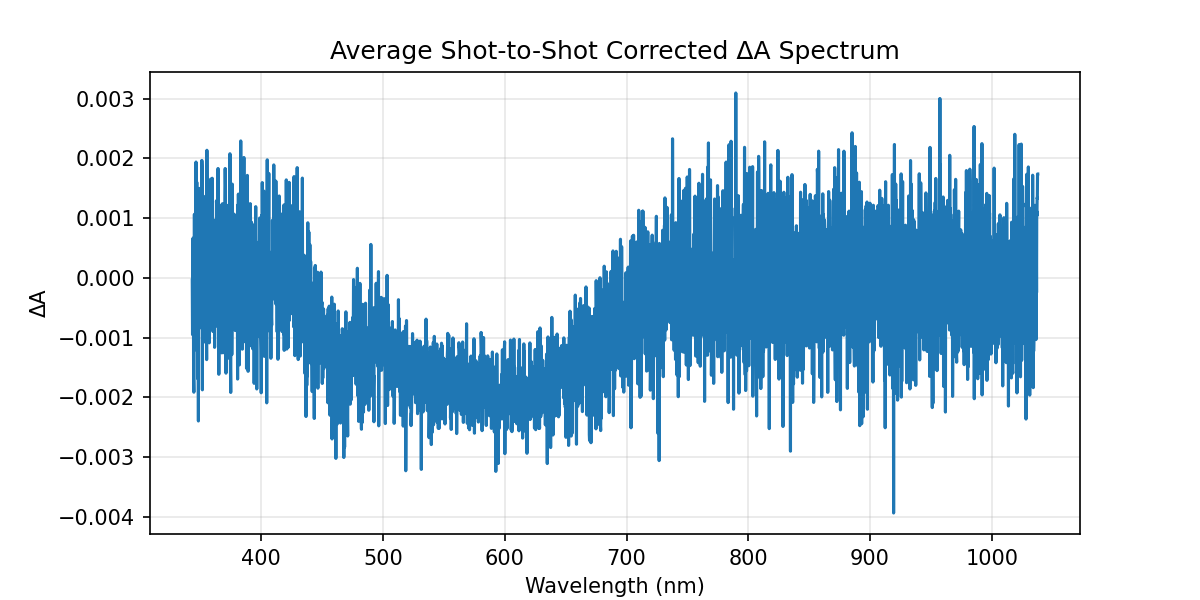 Average Shot-to-Shot Corrected ΔA Spectrum
0.003
0.002
0.001
0.000
−0.001
−0.002
−0.003
−0.004
ΔA
400 500 600 700 800 900 1000
Wavelength (nm)